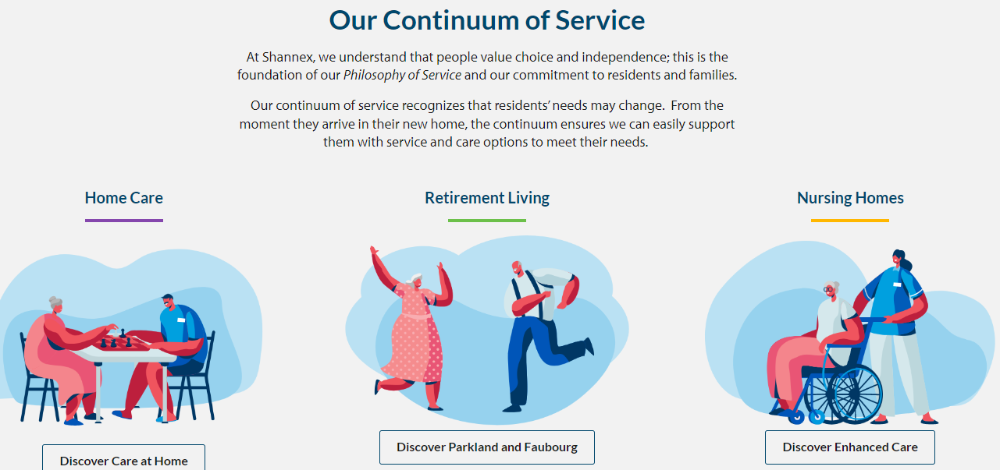 Our Continuum of Service
At Shannex, we understand that people value choice and independence; this is the
foundation of our Philosophy of Service and our commitment to residents and families.
Our continuum of service recognizes that residents' needs may change.  From the
moment they arrive in their new home, the continuum ensures we can easily support
them with service and care options to meet their needs.
Home Care
Retirement Living
Nursing Homes
Discover Care at Home
Discover Parkland and Faubourg
Discover Enhanced Care